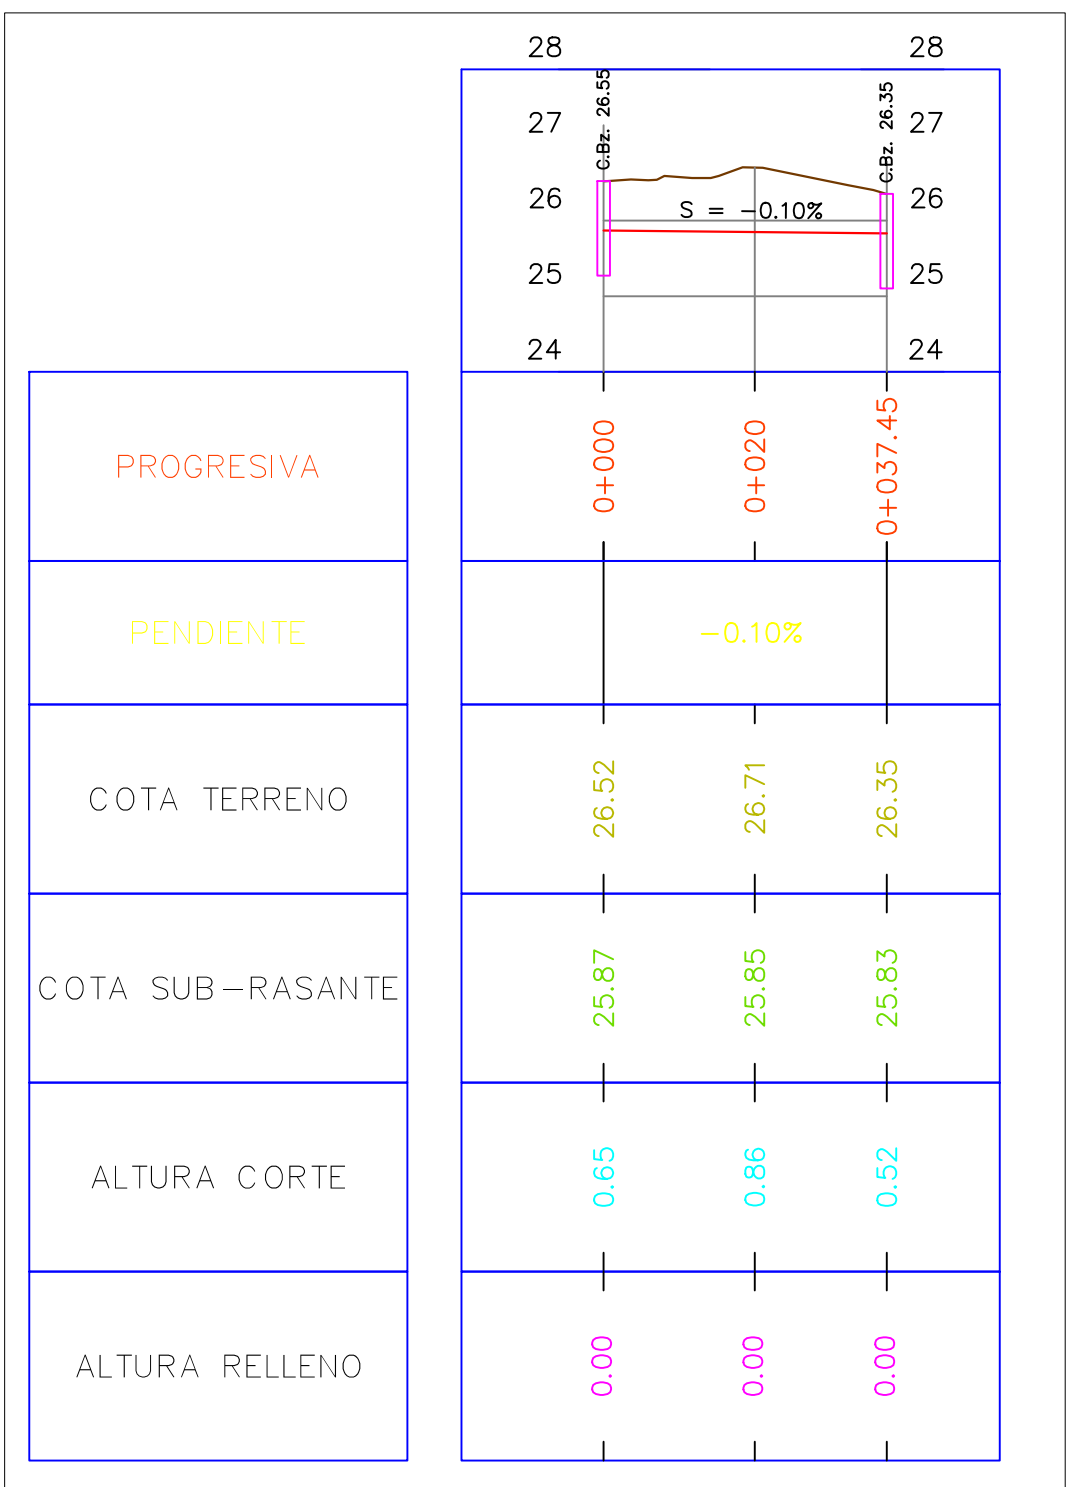 28 28
C.Bz. 26.55
C.Bz. 26.35
27 27
26 26
S = -0.10%
25 25
24 24
PROGRESIVA 0+000 0+020 0+037.45
PENDIENTE -0.10%
COTA TERRENO 26.52 26.71 26.35
COTA SUB-RASANTE 25.87 25.85 25.83
ALTURA CORTE 0.65 0.86 0.52
ALTURA RELLENO 0.00 0.00 0.00